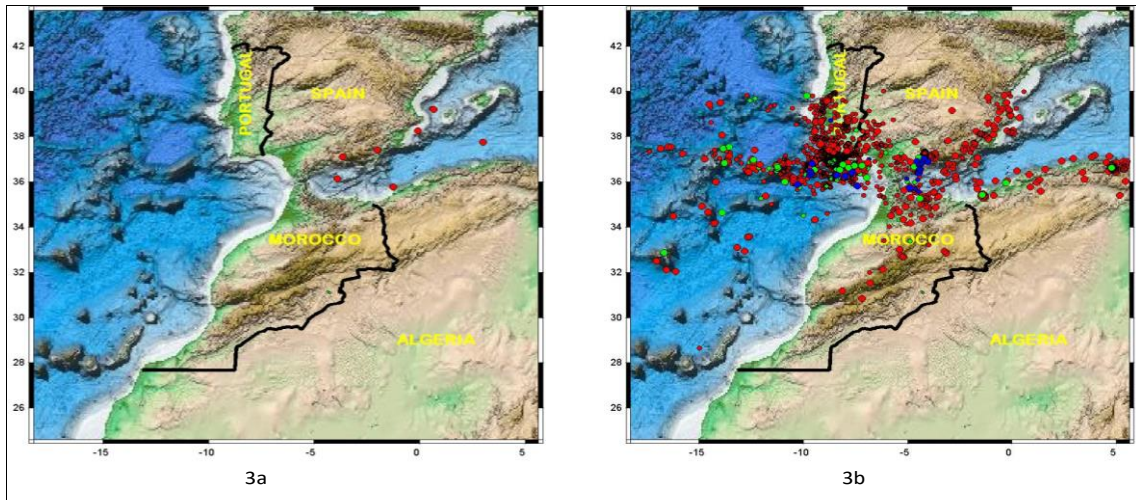 42
40
38
36
34
32
30
28
26
-15
-10
-5
0
5
PORTUGAL
SPAIN
MOROCCO
ALGERIA
3a
42
40
38
36
34
32
30
28
26
-15
-10
-5
0
5
PORTUGAL
SPAIN
MOROCCO
ALGERIA
3b